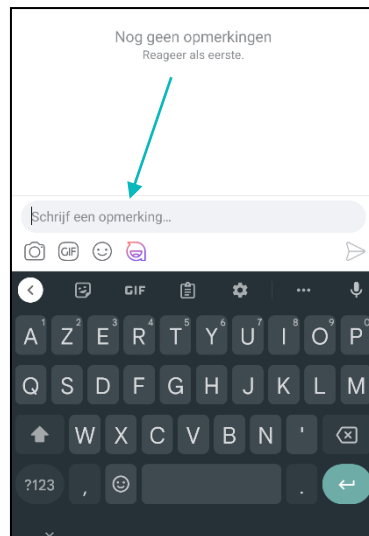 Nog geen opmerkingen
Reageer als eerste.
Schrijf een opmerking...
GIF
GIF ...
A 1 Z 2 E 3 R 4 T 5 Y 6 U 7 I 8 O 9 P 0
Q S D F G H J K L M
W X C V B N '
?123 , .